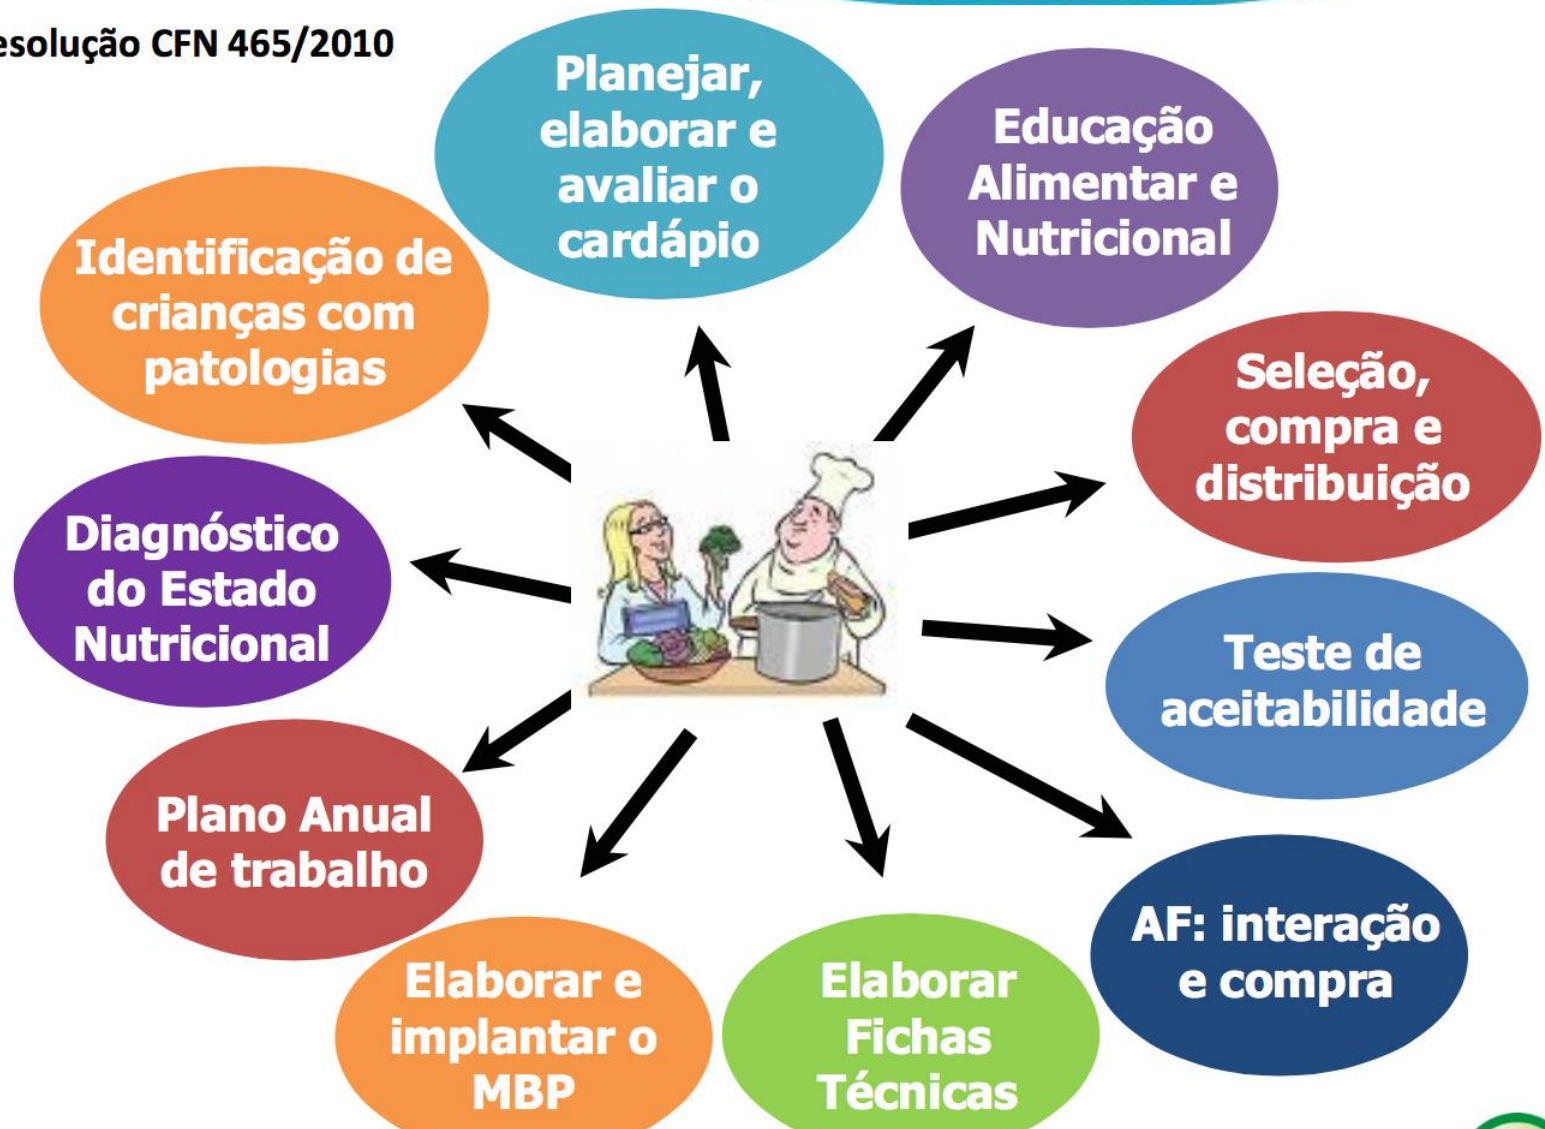 esolução CFN 465/2010
Planejar,
elaborar e
avaliar o
cardápio
Educação
Alimentar e
Nutricional
Seleção,
compra e
distribuição
Teste de
aceitabilidade
AF: interação
e compra
Elaborar
Fichas
Técnicas
Elaborar e
implantar o
MBP
Plano Anual
de trabalho
Diagnóstico
do Estado
Nutricional
Identificação de
crianças com
patologias